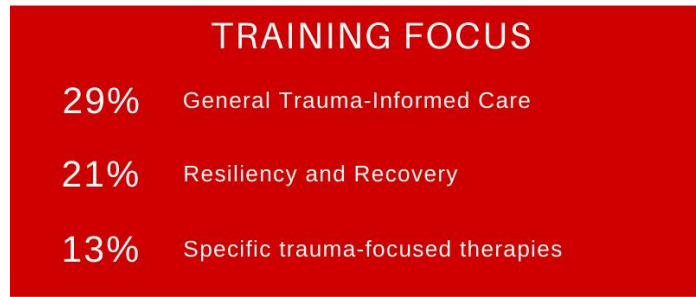 TRAINING FOCUS
29% General Trauma-Informed Care
21% Resiliency and Recovery
13% Specific trauma-focused therapies